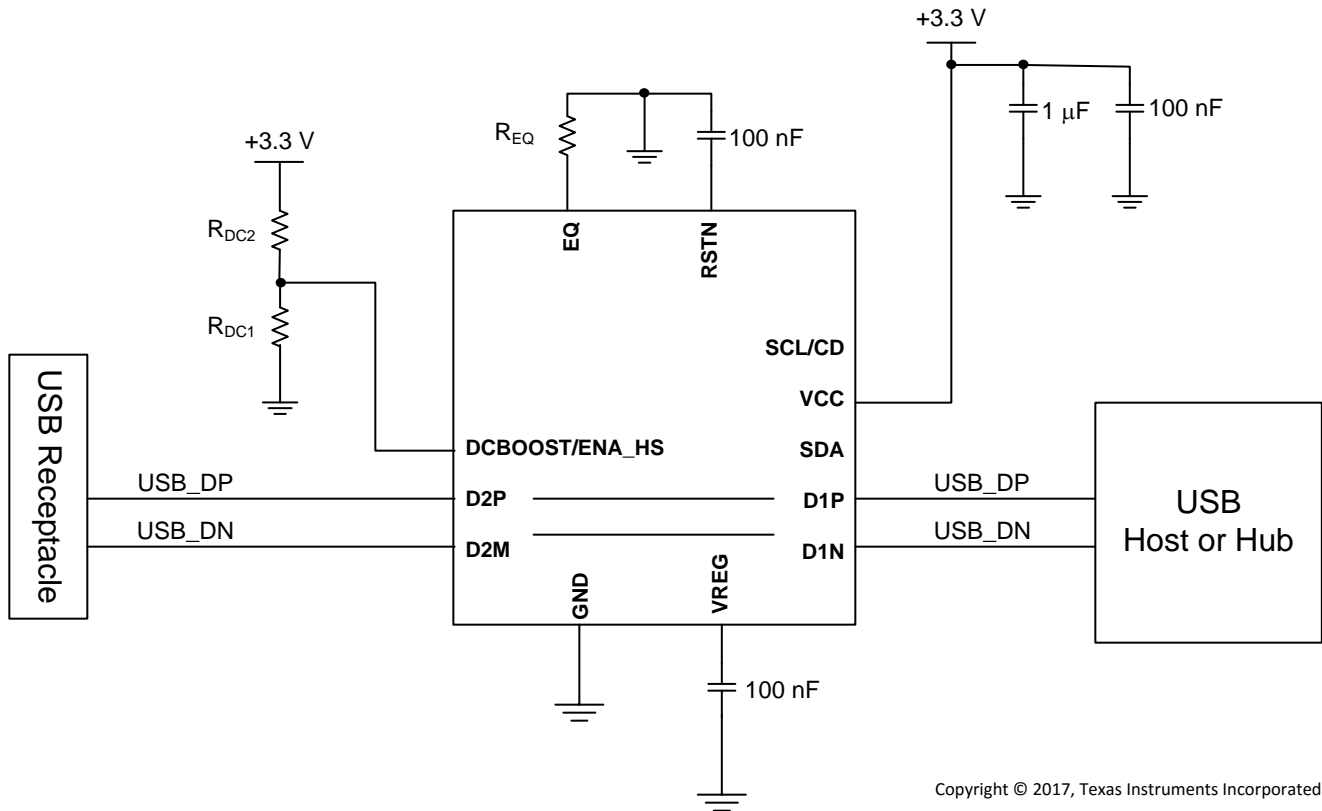 +3.3 V
1 μF
100 nF
R_EQ
100 nF
+3.3 V
R_DC2
R_DC1
EQ
RSTN
SCL/CD
VCC
SDA
DCBOOST/ENA_HS
USB Receptacle
USB_DP
D2P
D1P
USB_DP
USB_DN
D2M
D1N
USB_DN
USB
Host or Hub
GND
VREG
100 nF
Copyright © 2017, Texas Instruments Incorporated